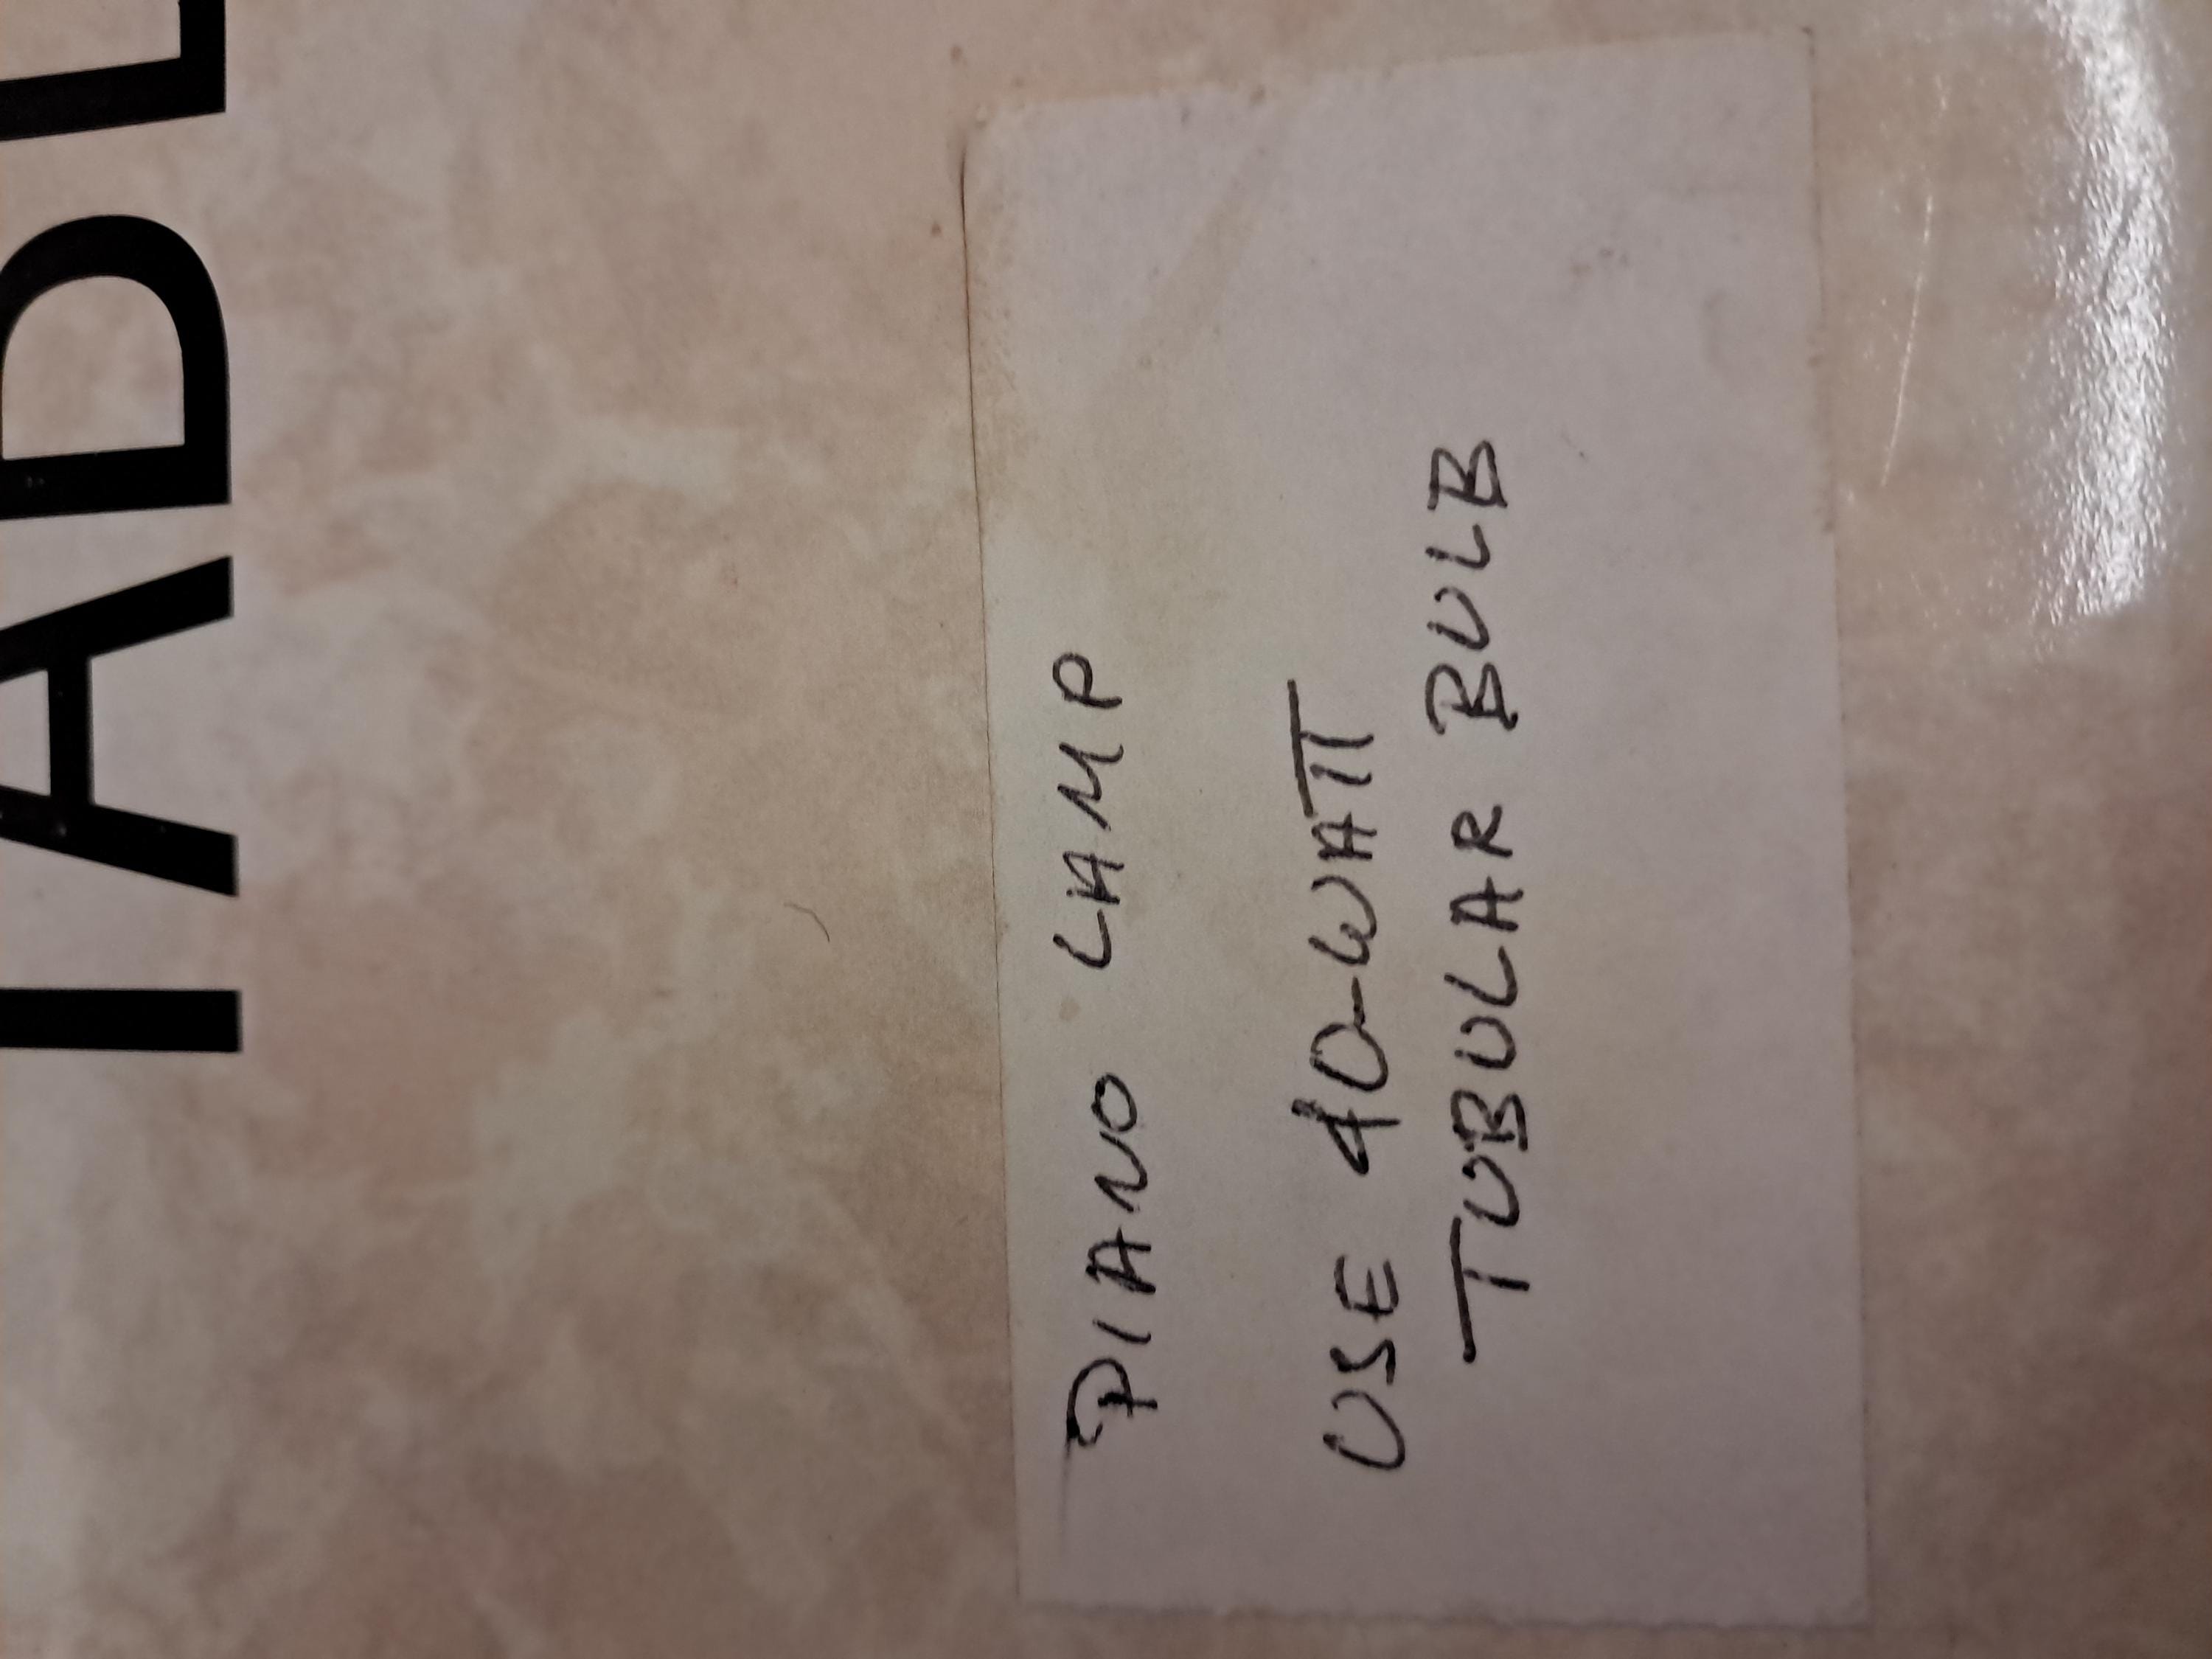 PIANO LAMP
USE 40-WATT
TUBULAR BULB